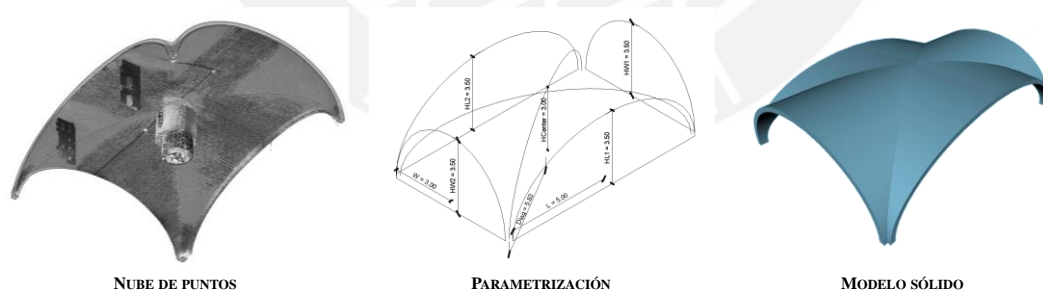 HL2 = 3.50
HW1 = 3.50
HCenter = 3.00
HL1 = 3.50
HW2 = 3.50
W = 3.00
Diag = 5.83
L = 5.00
NUBE DE PUNTOS
PARAMETRIZACIÓN
MODELO SÓLIDO